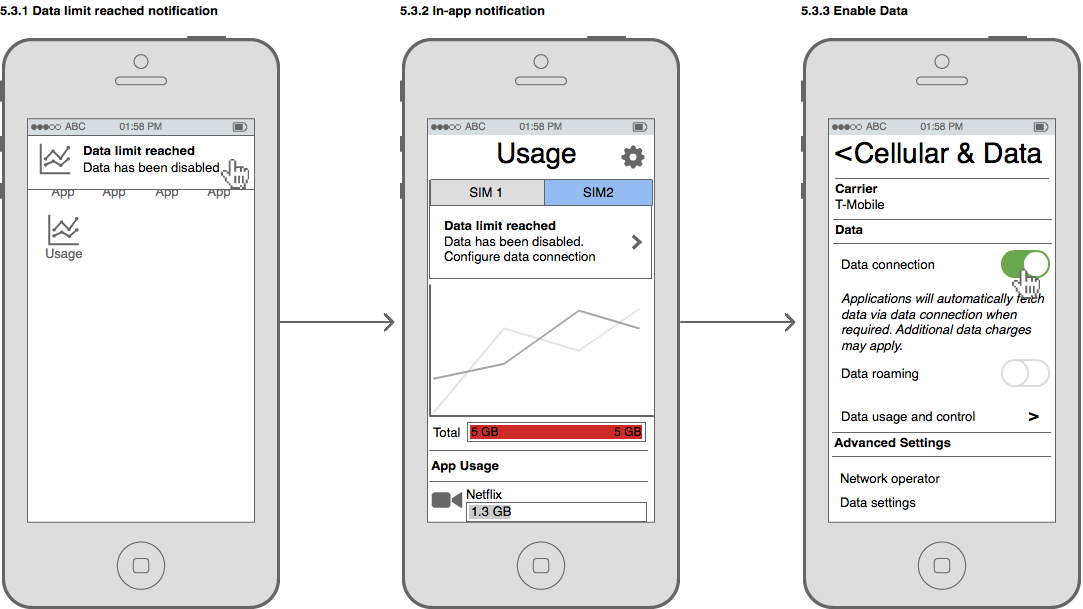 5.3.1 Data limit reached notification
ABC 01:58 PM
Data limit reached
Data has been disabled
App App App App
Usage
5.3.2 In-app notification
ABC 01:58 PM
Usage
SIM 1 SIM2
Data limit reached
Data has been disabled.
Configure data connection
Total 5 GB 5 GB
App Usage
Netflix
1.3 GB
5.3.3 Enable Data
ABC 01:58 PM
<Cellular & Data
Carrier
T-Mobile
Data
Data connection
Applications will automatically fetch
data via data connection when
required. Additional data charges
may apply.
Data roaming
Data usage and control >
Advanced Settings
Network operator
Data settings